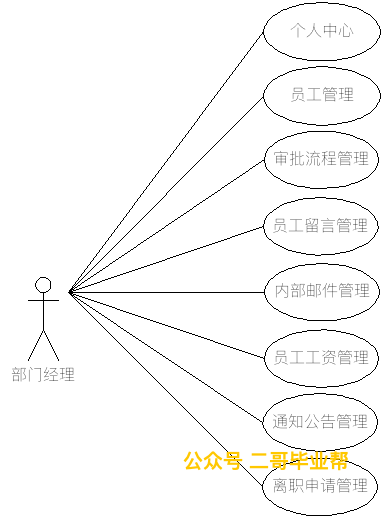 个人中心
员工管理
审批流程管理
员工留言管理
内部邮件管理
员工工资管理
部门经理
通知公告管理
公众号 二哥毕业帮
离职申请管理